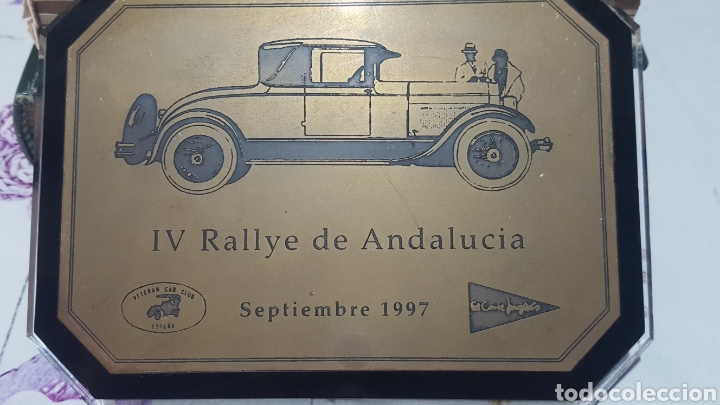 IV Rallye de Andalucia
VETERAN CAR CLUB
ESPAÑA
Septiembre 1997
El Corte Inglés
todocoleccion